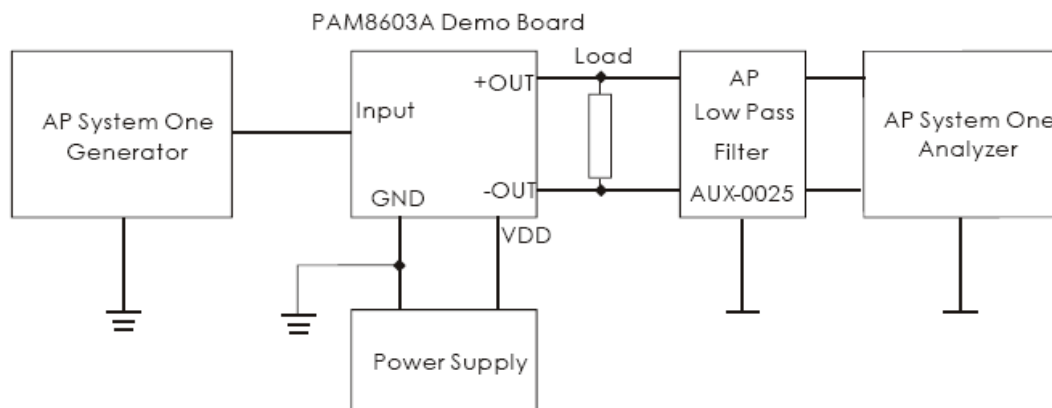 PAM8603A Demo Board
AP System One
Generator
Input
+OUT
-OUT
GND
VDD
Load
AP
Low Pass
Filter
AUX-0025
AP System One
Analyzer
Power Supply